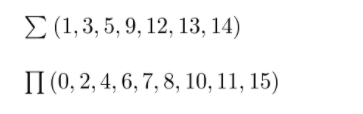 ∑ (1, 3, 5, 9, 12, 13, 14)
∏ (0, 2, 4, 6, 7, 8, 10, 11, 15)